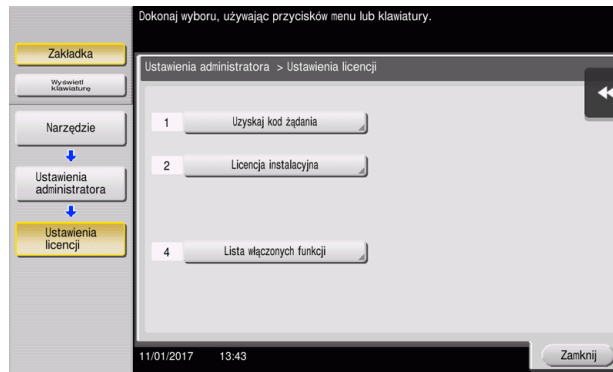 Dokonaj wyboru, używając przycisków menu lub klawiatury.
Zakładka
Wyświetl
klawiaturę
Ustawienia administratora > Ustawienia licencji
Narzędzie
Ustawienia
administratora
Ustawienia
licencji
1 Uzyskaj kod żądania
2 Licencja instalacyjna
4 Lista włączonych funkcji
11/01/2017 13:43
Zamknij